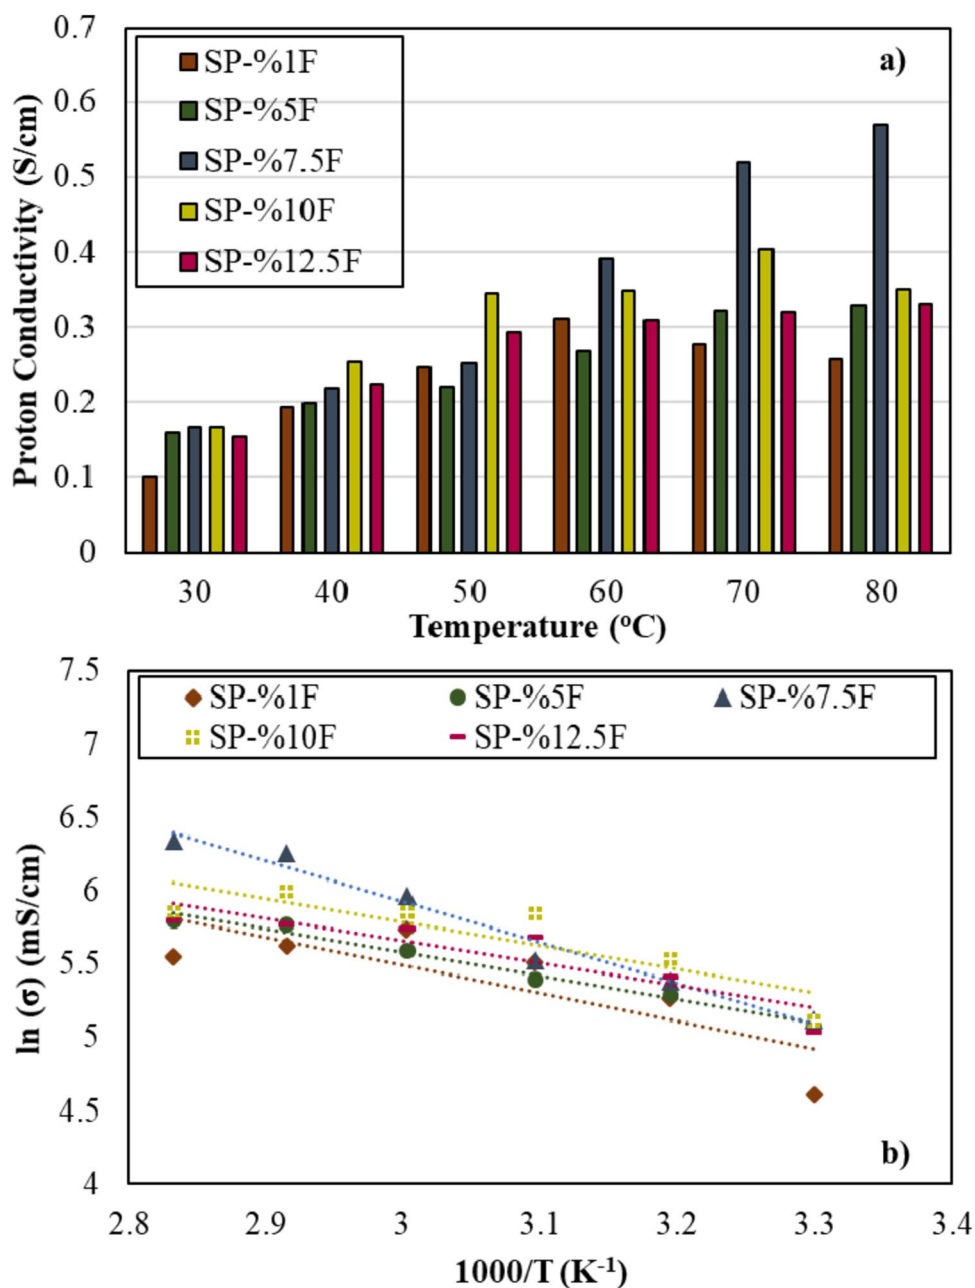 0.7
0.6
0.5
0.4
0.3
0.2
0.1
0
Proton Conductivity (S/cm)
SP-%1F
SP-%5F
SP-%7.5F
SP-%10F
SP-%12.5F
a)
30 40 50 60 70 80
Temperature (°C)
7.5
7
6.5
6
5.5
5
4.5
4
ln (σ) (mS/cm)
SP-%1F SP-%5F SP-%7.5F
SP-%10F SP-%12.5F
b)
2.8 2.9 3 3.1 3.2 3.3 3.4
1000/T (K⁻¹)